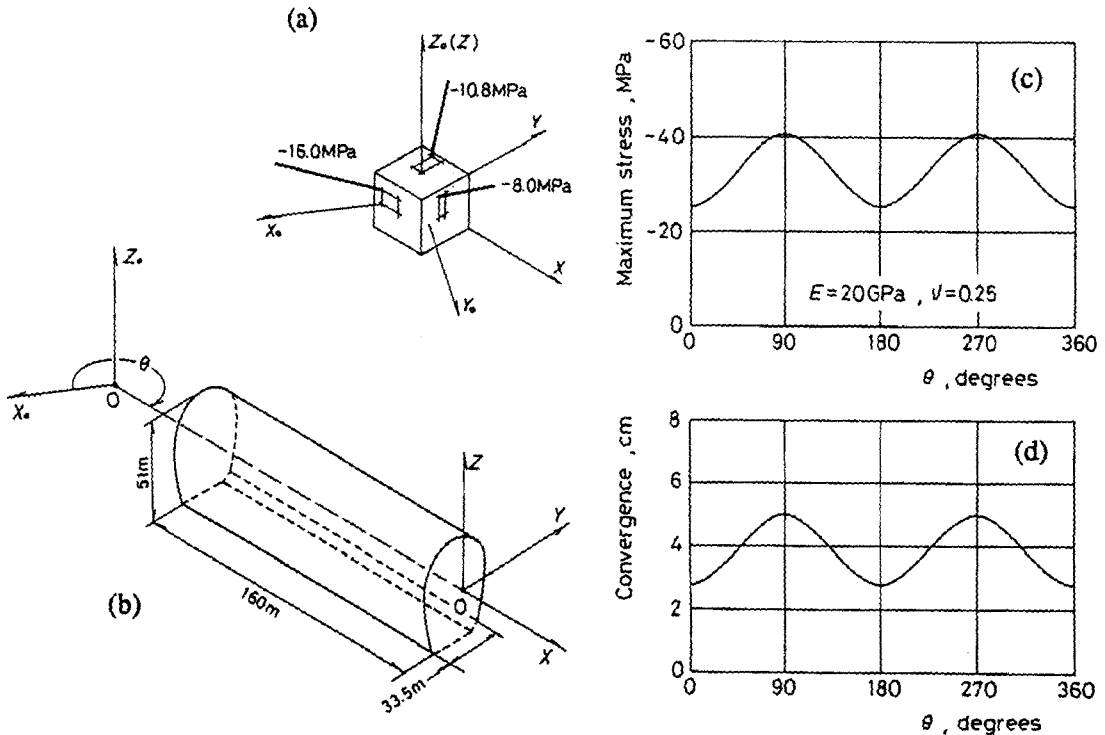 (a)
Z₀(Z)
-10.8MPa
Y
-16.0MPa
-8.0MPa
X₀
X
Y₀
Z₀
θ
X₀
O
51m
Z
Y
O
X
160m
33.5m
(b)
-60
-40
-20
0
Maximum stress , MPa
(c)
E=20GPa , ν=0.25
0 90 180 270 360
θ , degrees
8
6
4
2
0
Convergence , cm
(d)
0 90 180 270 360
θ , degrees